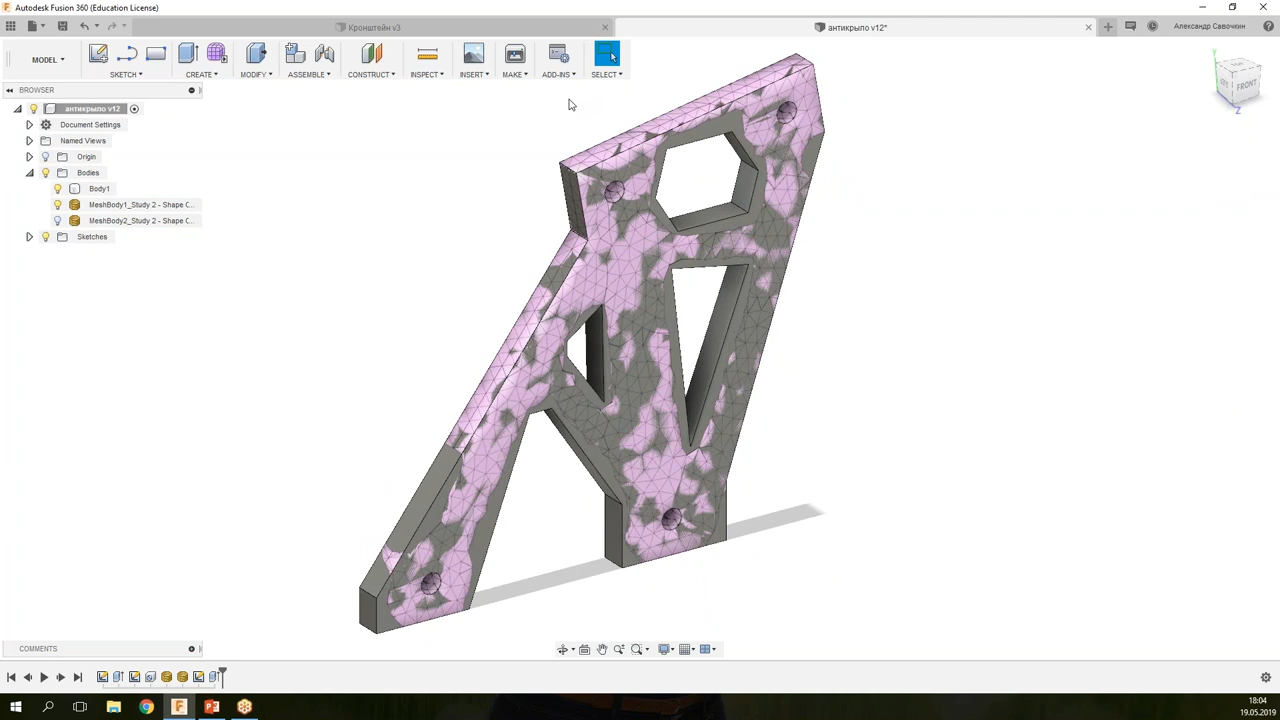 Autodesk Fusion 360 (Education License)
Кронштейн v3
антикрыло v12*
Александр Савочкин
MODEL
SKETCH
CREATE
MODIFY
ASSEMBLE
CONSTRUCT
INSPECT
INSERT
MAKE
ADD-INS
SELECT
BROWSER
антикрыло v12
Document Settings
Named Views
Origin
Bodies
Body1
MeshBody1_Study 2 - Shape O...
MeshBody2_Study 2 - Shape O...
Sketches
TOP
FRONT
Y
Z
COMMENTS
18:04
19.05.2019